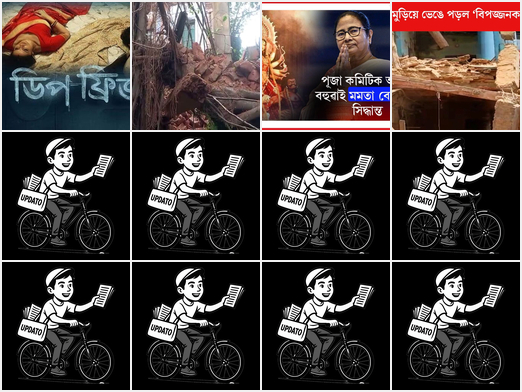 ডিপ ফ্রি
পূজা কমিটিক
বহুৱাই মমতা
সিদ্ধান্ত
মুড়িয়ে ভেঙে পড়ল 'বিপজ্জনক
UPDATO
UPDATO
UPDATO
UPDATO
UPDATO
UPDATO
UPDATO
UPDATO